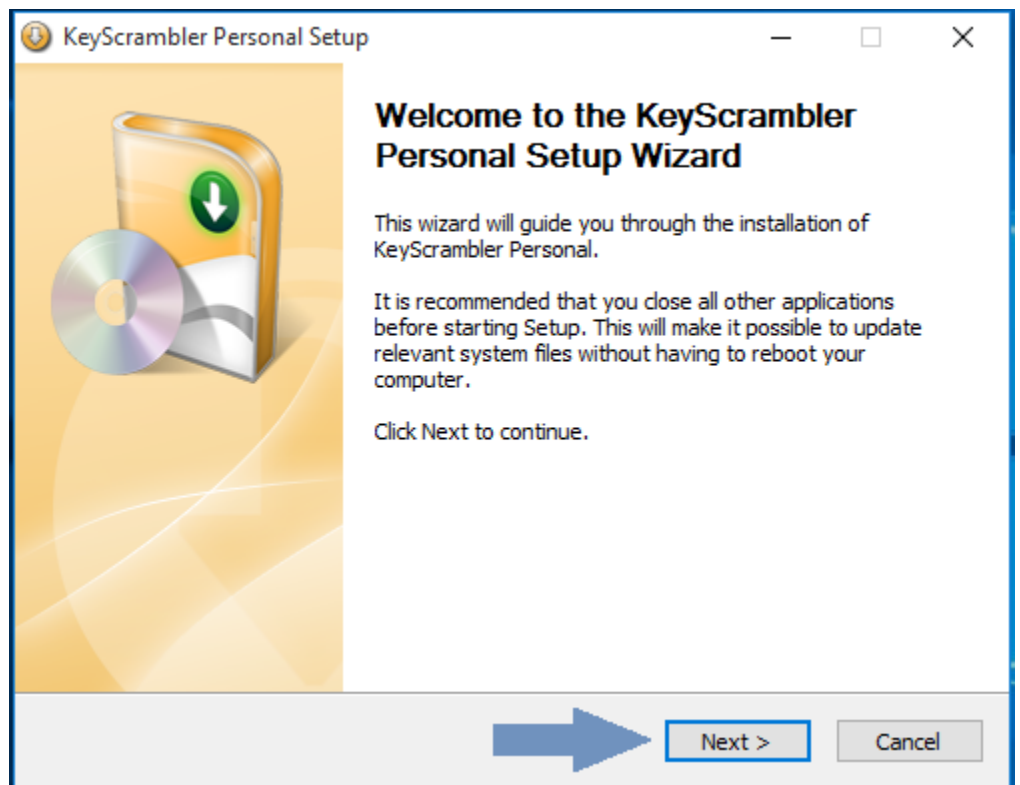 KeyScrambler Personal Setup
Welcome to the KeyScrambler
Personal Setup Wizard
This wizard will guide you through the installation of
KeyScrambler Personal.
It is recommended that you close all other applications
before starting Setup. This will make it possible to update
relevant system files without having to reboot your
computer.
Click Next to continue.
Next >
Cancel